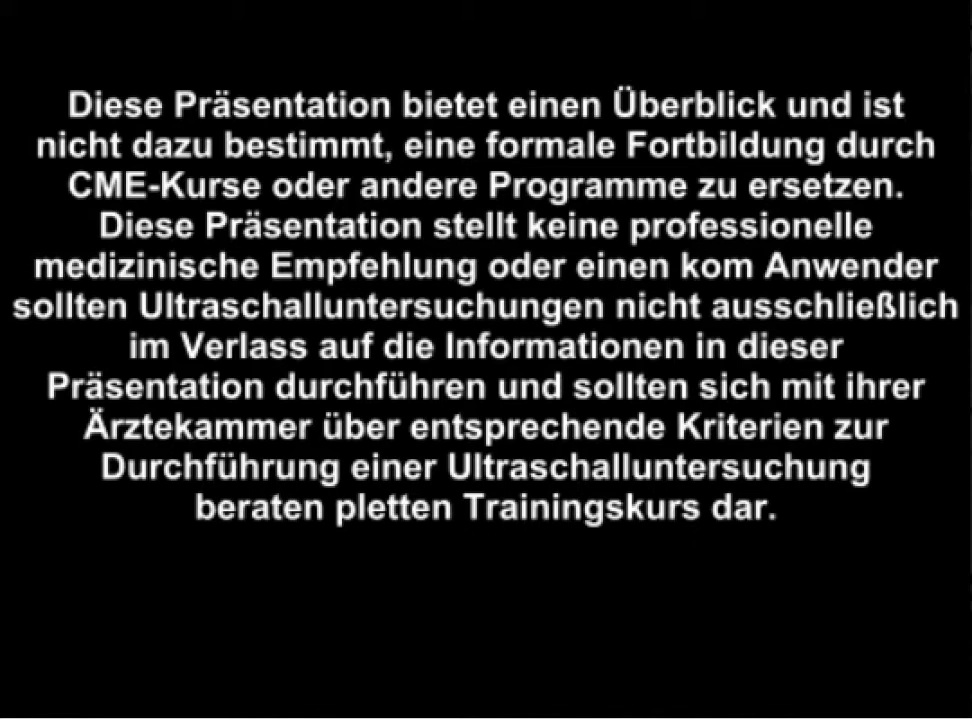 Diese Präsentation bietet einen Überblick und ist
nicht dazu bestimmt, eine formale Fortbildung durch
CME-Kurse oder andere Programme zu ersetzen.
Diese Präsentation stellt keine professionelle
medizinische Empfehlung oder einen kom Anwender
sollten Ultraschalluntersuchungen nicht ausschließlich
im Verlass auf die Informationen in dieser
Präsentation durchführen und sollten sich mit ihrer
Ärztekammer über entsprechende Kriterien zur
Durchführung einer Ultraschalluntersuchung
beraten pletten Trainingskurs dar.